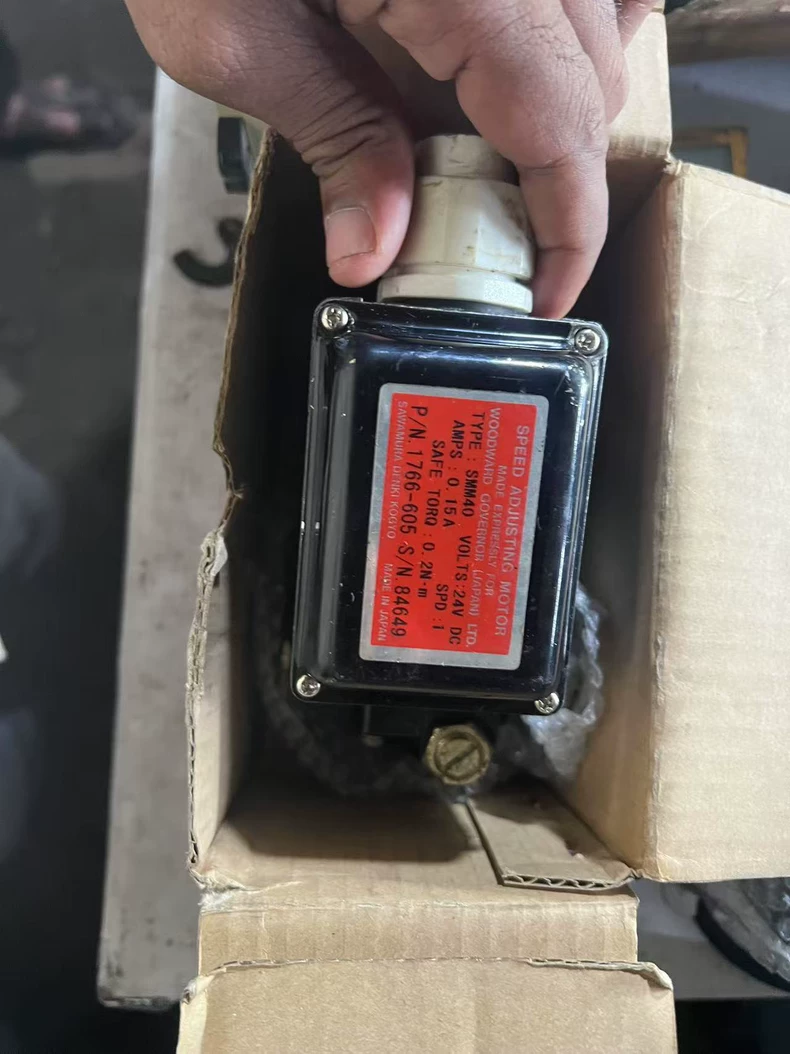 SPEED ADJUSTING MOTOR
MADE EXPRESSLY FOR
WOODWARD GOVERNOR (JAPAN) LTD.
TYPE : SMM40 VOLTS:24V DC
AMPS : 0.15A SPD :1
SAFE TORQ : 0.2N-m
P/N.1766-605 S/N.84649
SAWAMURA DENKI KOGYO MADE IN JAPAN